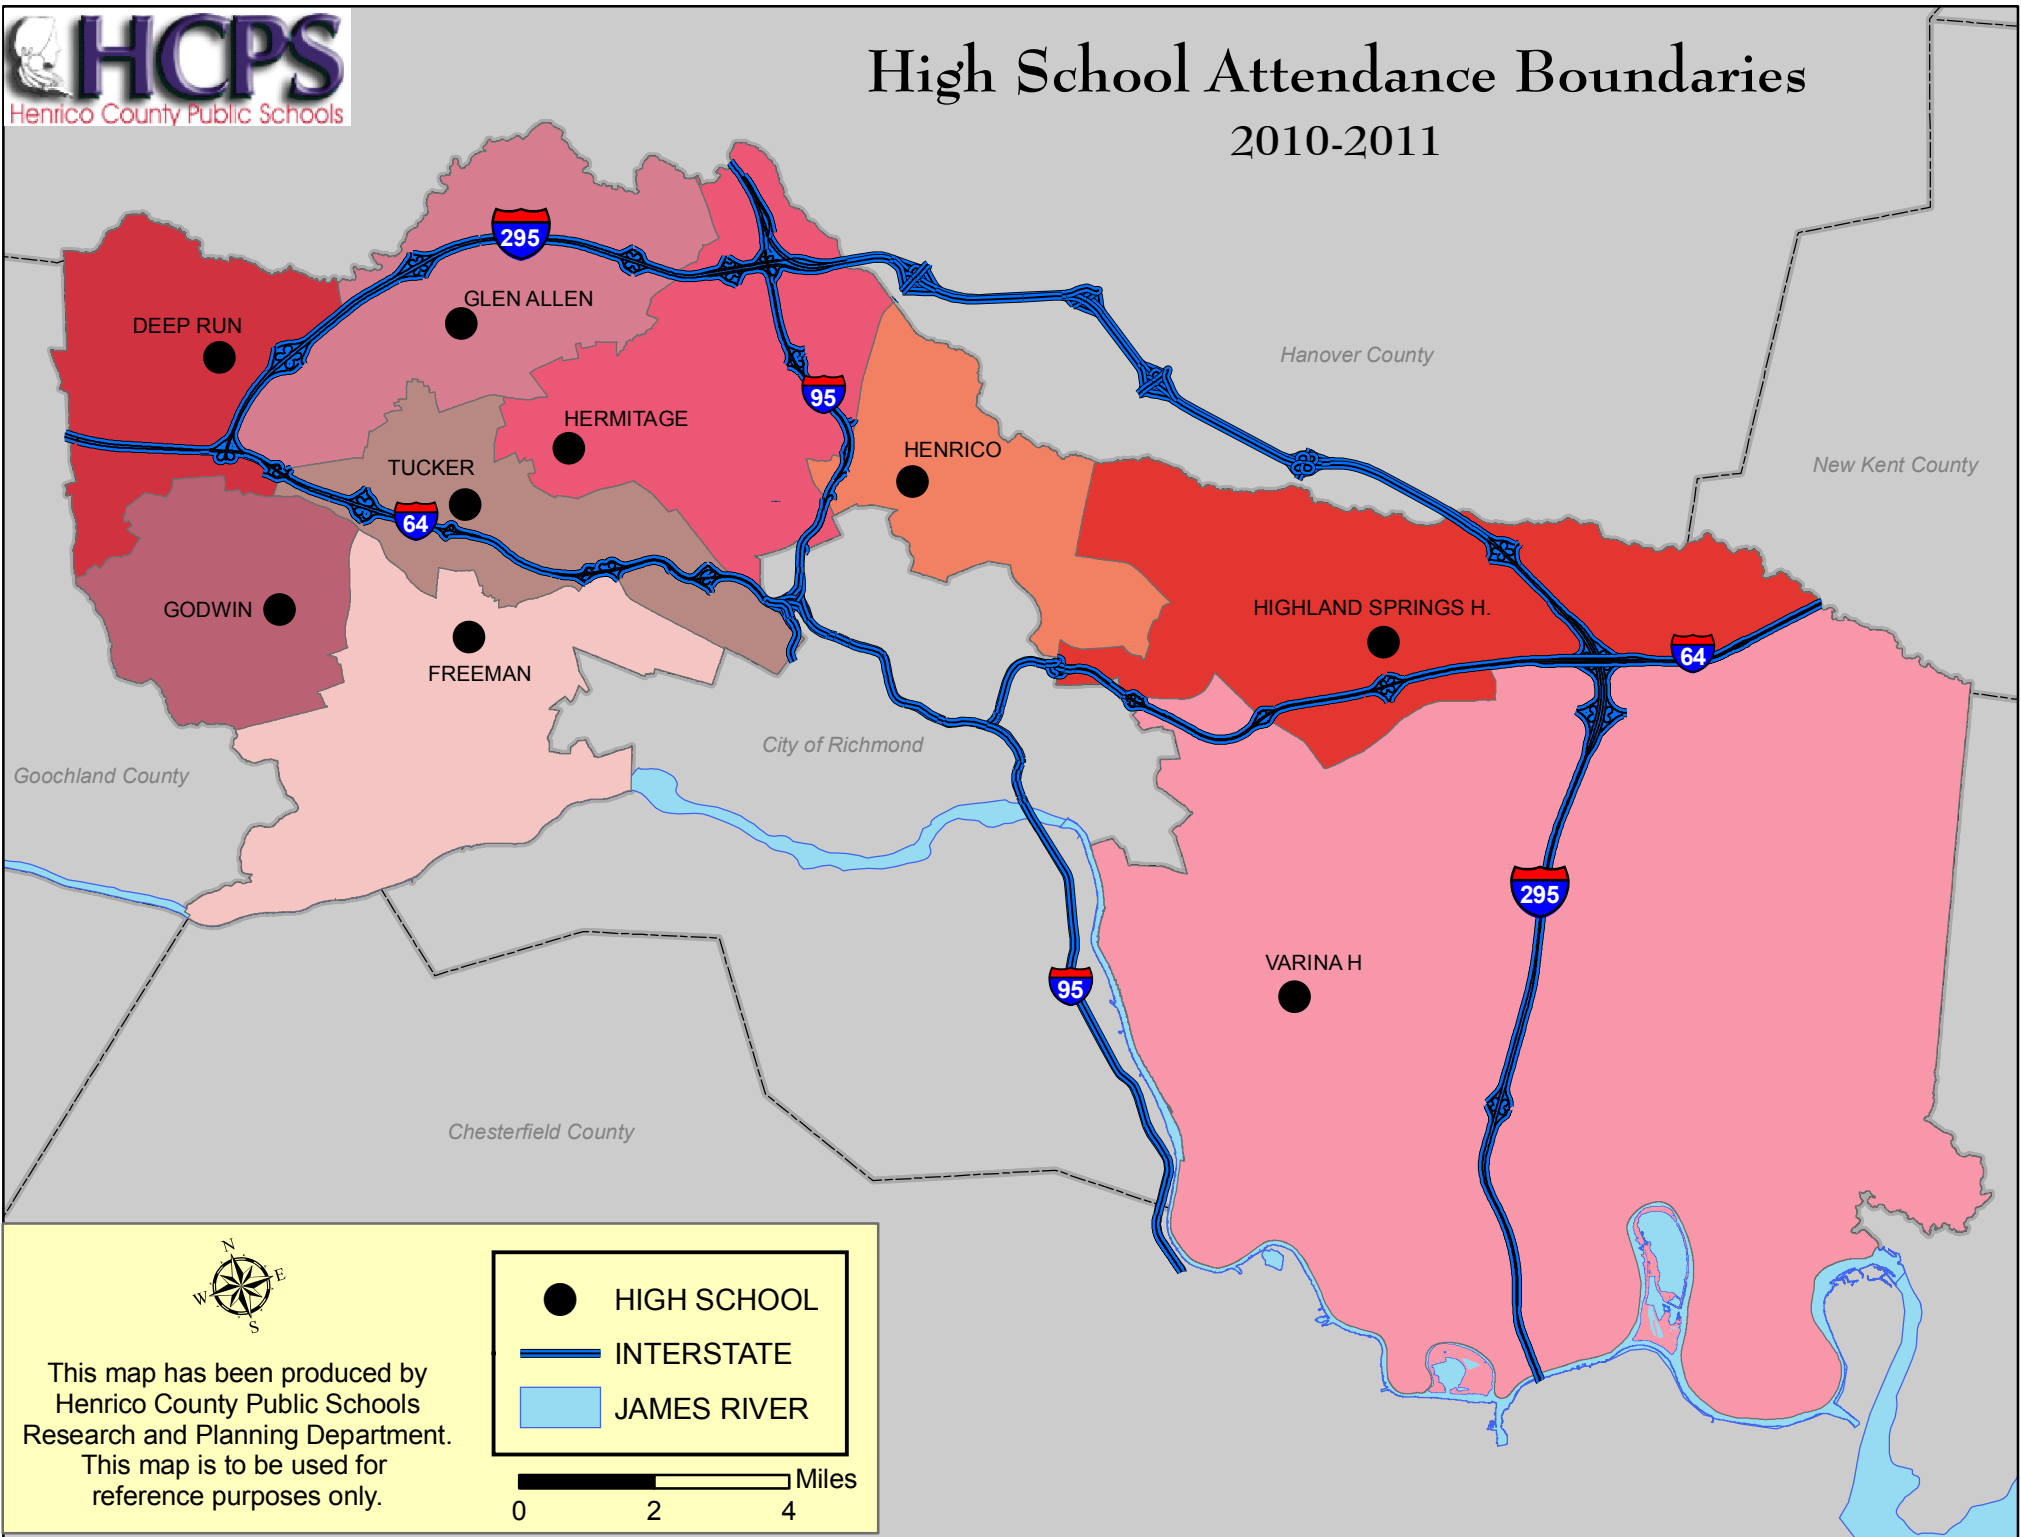 HCPS
Henrico County Public Schools
High School Attendance Boundaries
2010-2011
295
GLEN ALLEN
DEEP RUN
Hanover County
95
HERMITAGE
HENRICO
TUCKER
New Kent County
64
GODWIN
HIGHLAND SPRINGS H.
64
FREEMAN
City of Richmond
Goochland County
295
VARINA H
95
Chesterfield County
N
E
W
S
HIGH SCHOOL
INTERSTATE
JAMES RIVER
This map has been produced by
Henrico County Public Schools
Research and Planning Department.
This map is to be used for
reference purposes only.
Miles
0 2 4